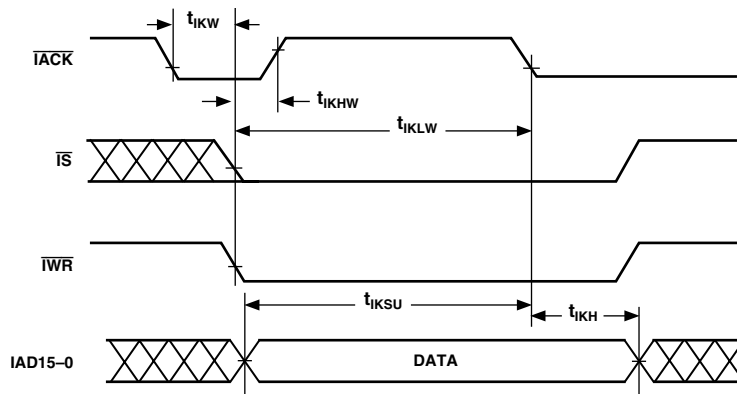 tIKW
IACK
tIKHW
tIKLW
IS
IWR
tIKSU
tIKH
IAD15–0
DATA